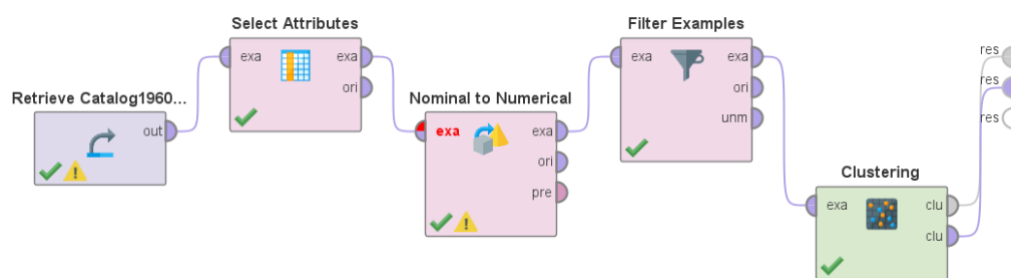 Retrieve Catalog1960...
out
Select Attributes
exa
exa
ori
Nominal to Numerical
exa
exa
ori
pre
Filter Examples
exa
exa
ori
unm
Clustering
exa
clu
clu
res
res
res